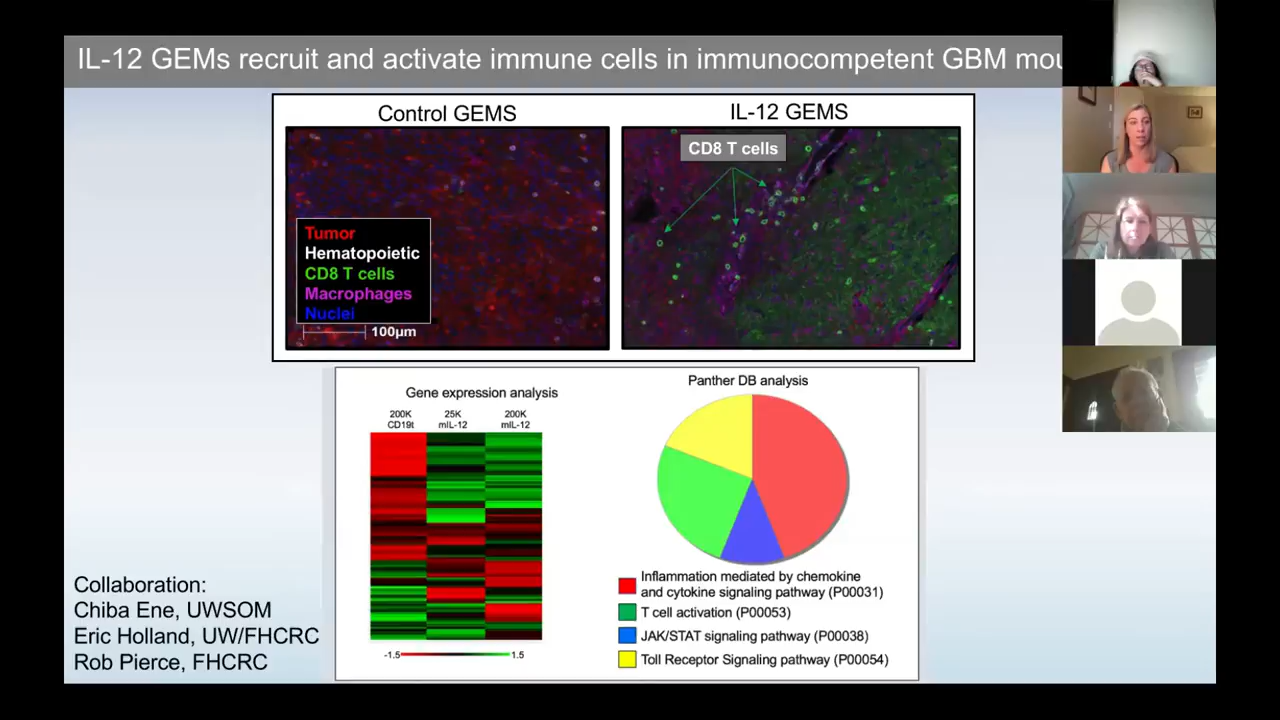 IL-12 GEMs recruit and activate immune cells in immunocompetent GBM mou
Control GEMS
IL-12 GEMS
CD8 T cells
Tumor
Hematopoietic
CD8 T cells
Macrophages
Nuclei
100μm
Gene expression analysis
200K
CD19t
25K
mIL-12
200K
mIL-12
-1.5
1.5
Panther DB analysis
Inflammation mediated by chemokine
and cytokine signaling pathway (P00031)
T cell activation (P00053)
JAK/STAT signaling pathway (P00038)
Toll Receptor Signaling pathway (P00054)
Collaboration:
Chiba Ene, UWSOM
Eric Holland, UW/FHCRC
Rob Pierce, FHCRC